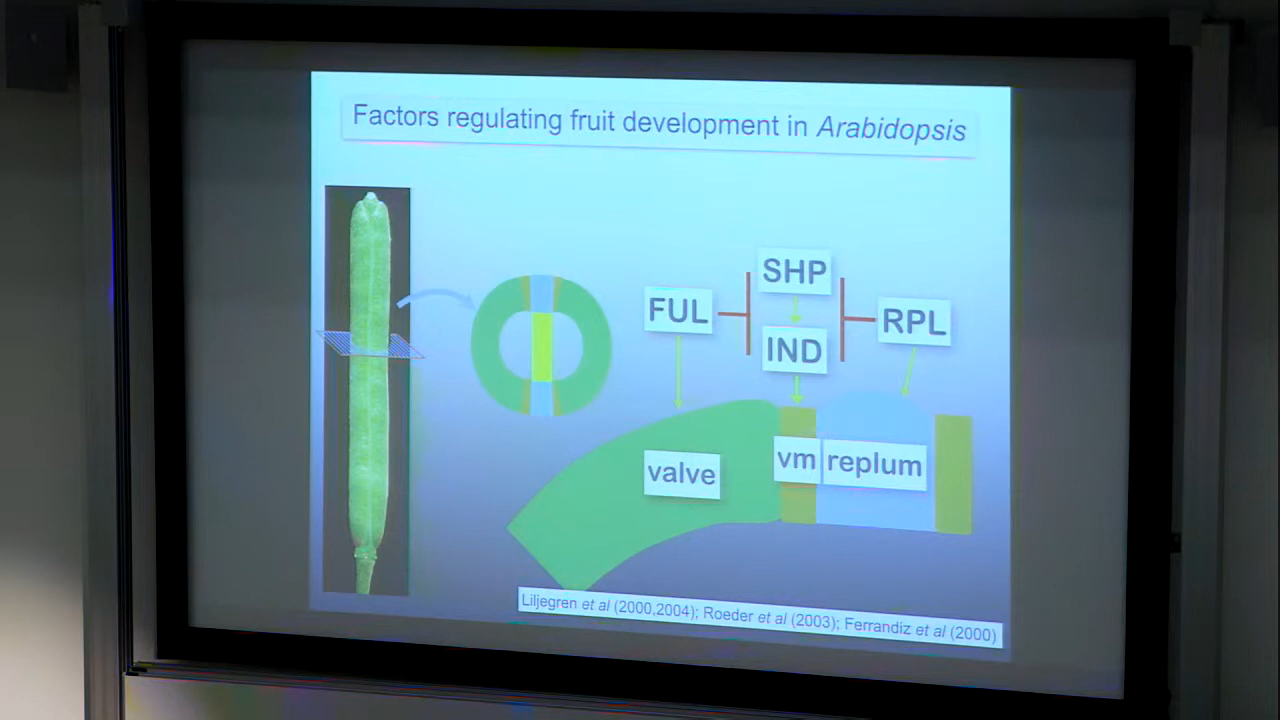 Factors regulating fruit development in Arabidopsis
SHP
FUL
RPL
IND
valve
vm
replum
Liljegren et al (2000,2004); Roeder et al (2003); Ferrandiz et al (2000)